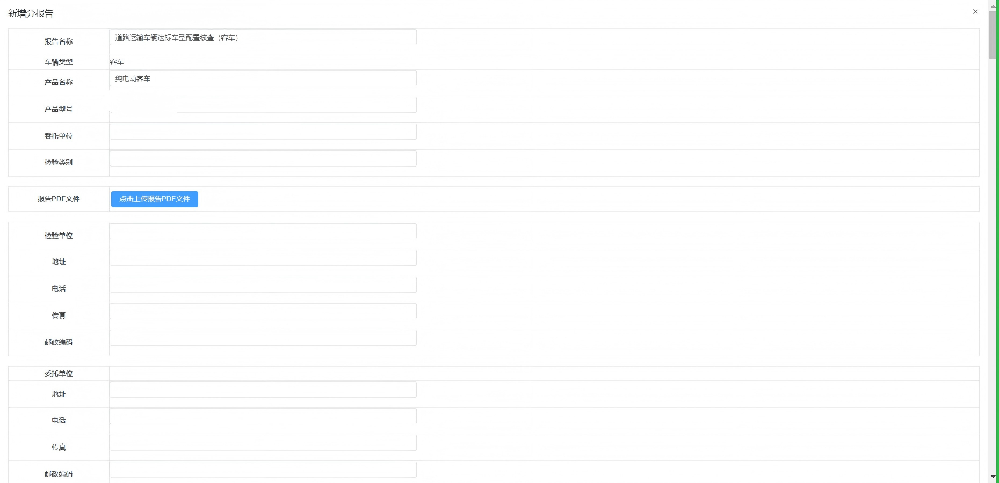 新增分报告
报告名称 道路运输车辆达标车型配置核查（客车）
车辆类型 客车
产品名称 纯电动客车
产品型号
委托单位
检验类别
报告PDF文件 点击上传报告PDF文件
检验单位
地址
电话
传真
邮政编码
委托单位
地址
电话
传真
邮政编码